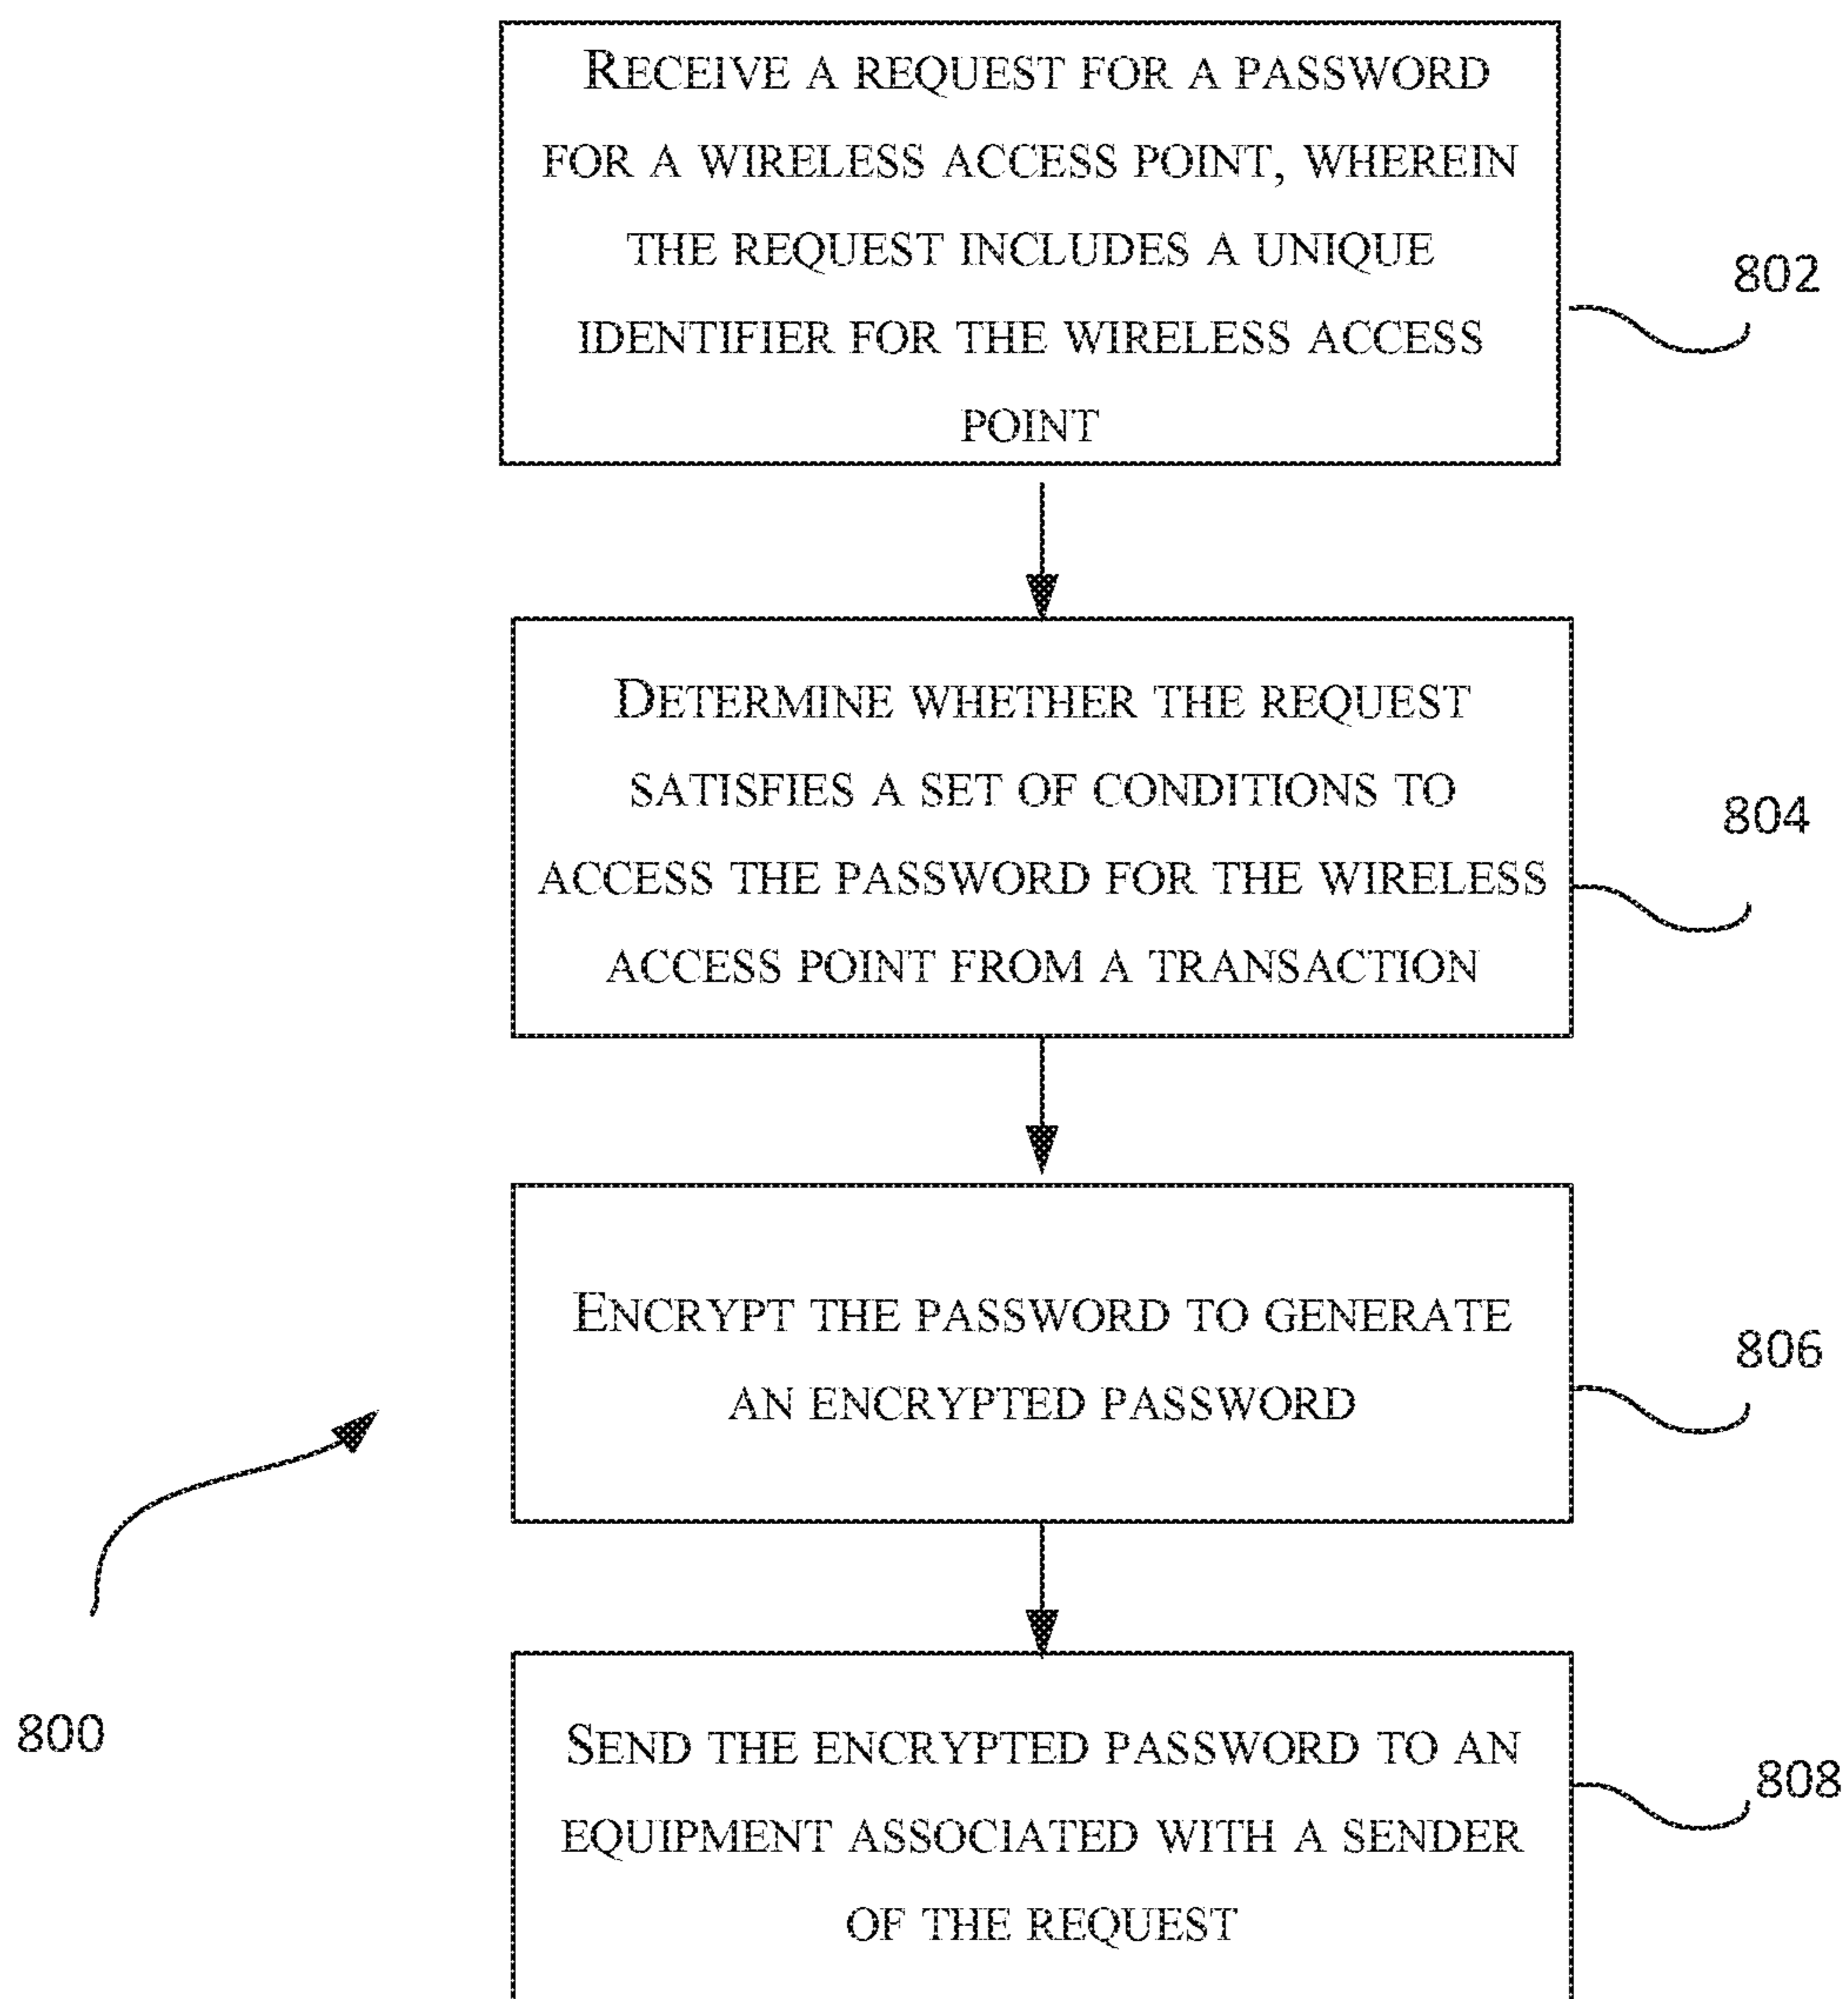 RECEIVE A REQUEST FOR A PASSWORD
FOR A WIRELESS ACCESS POINT, WHEREIN
THE REQUEST INCLUDES A UNIQUE
IDENTIFIER FOR THE WIRELESS ACCESS
POINT
802
DETERMINE WHETHER THE REQUEST
SATISFIES A SET OF CONDITIONS TO
ACCESS THE PASSWORD FOR THE WIRELESS
ACCESS POINT FROM A TRANSACTION
804
ENCRYPT THE PASSWORD TO GENERATE
AN ENCRYPTED PASSWORD
806
800
SEND THE ENCRYPTED PASSWORD TO AN
EQUIPMENT ASSOCIATED WITH A SENDER
OF THE REQUEST
808